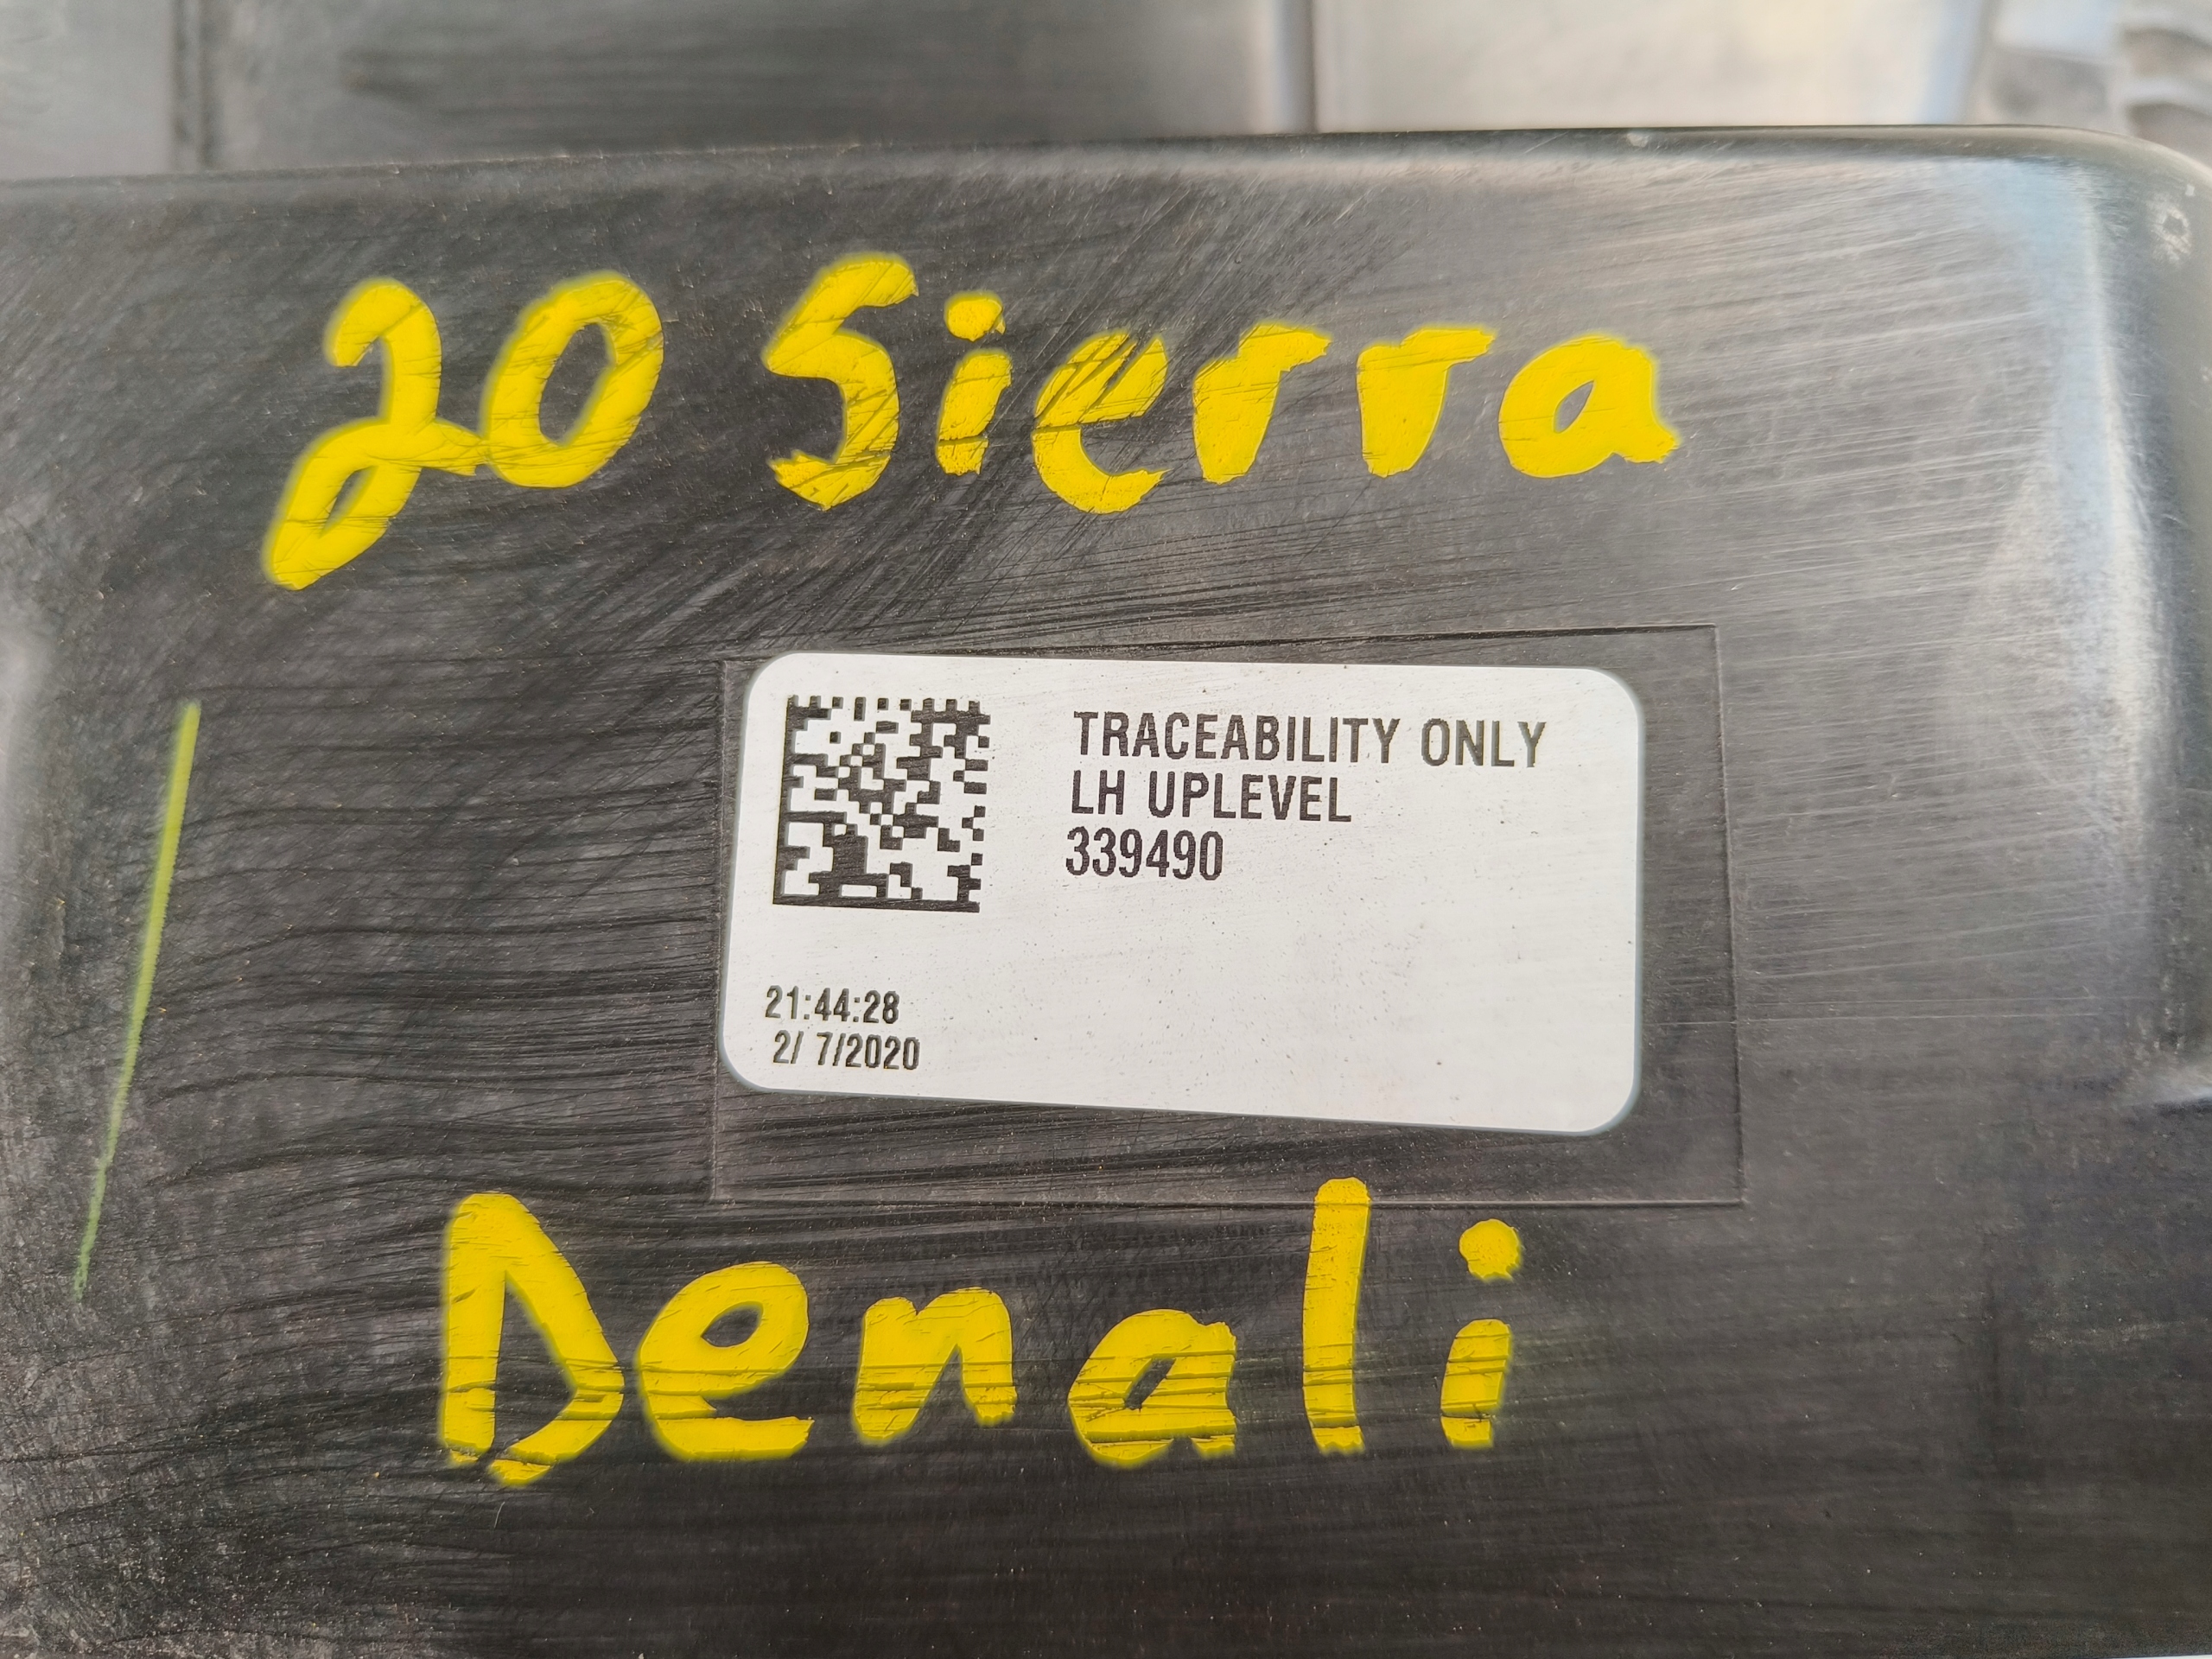 20 Sierra
TRACEABILITY ONLY
LH UPLEVEL
339490
21:44:28
2/ 7/2020
Denali